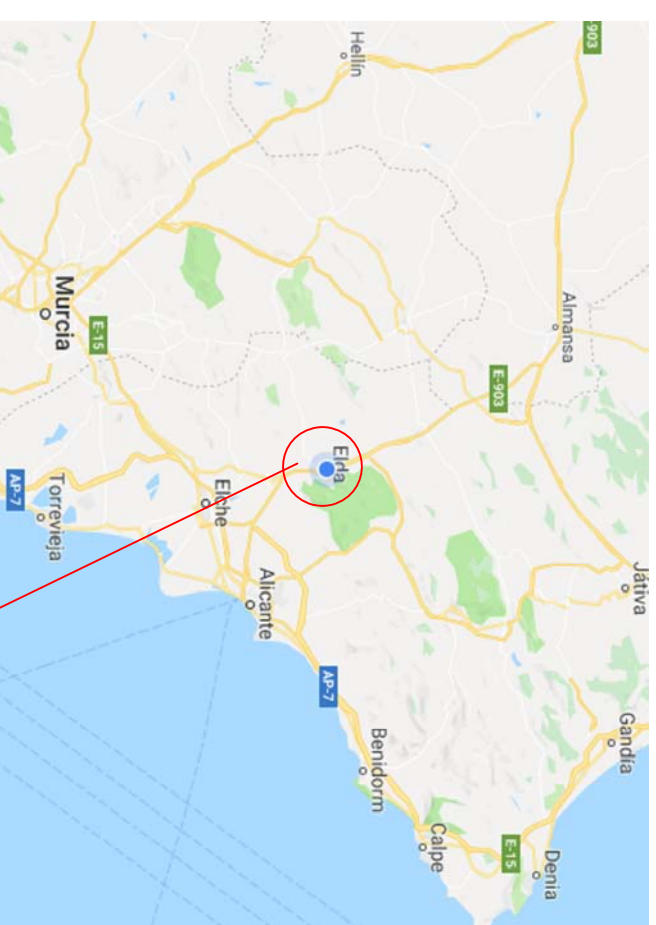 Játiva
Gandía
903
Almansa
Denia
E-15
E-903
Calpe
Benidorm
Hellín
Elda
AP-7
Alicante
Elche
E-15
Murcia
Torrevieja
AP-7